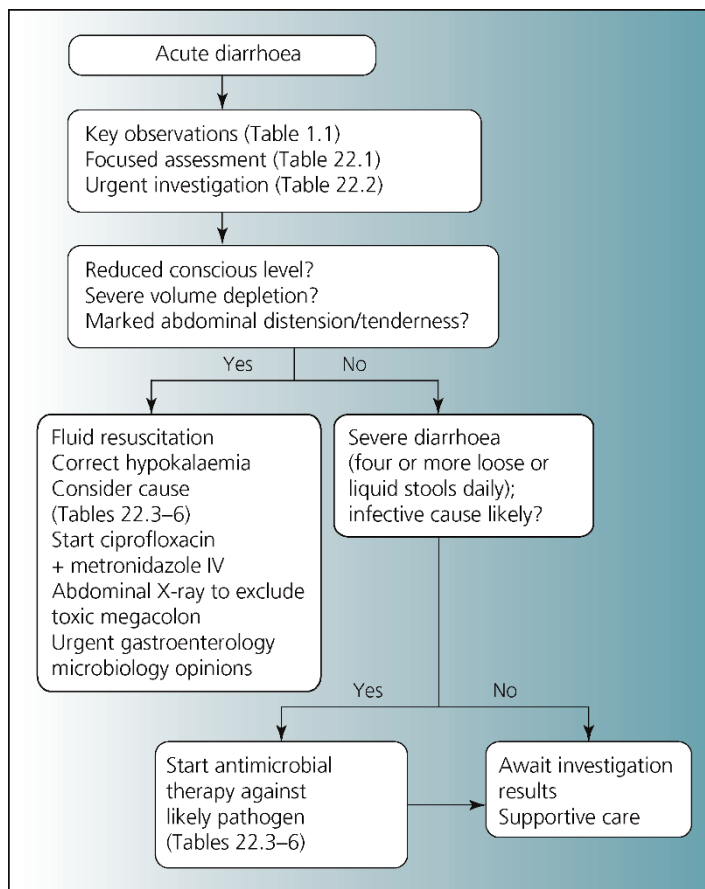 Acute diarrhoea
Key observations (Table 1.1)
Focused assessment (Table 22.1)
Urgent investigation (Table 22.2)
Reduced conscious level?
Severe volume depletion?
Marked abdominal distension/tenderness?
Yes
No
Fluid resuscitation
Correct hypokalaemia
Consider cause
(Tables 22.3–6)
Start ciprofloxacin
+ metronidazole IV
Abdominal X-ray to exclude
toxic megacolon
Urgent gastroenterology
microbiology opinions
Severe diarrhoea
(four or more loose or
liquid stools daily);
infective cause likely?
Yes
No
Start antimicrobial
therapy against
likely pathogen
(Tables 22.3–6)
Await investigation
results
Supportive care